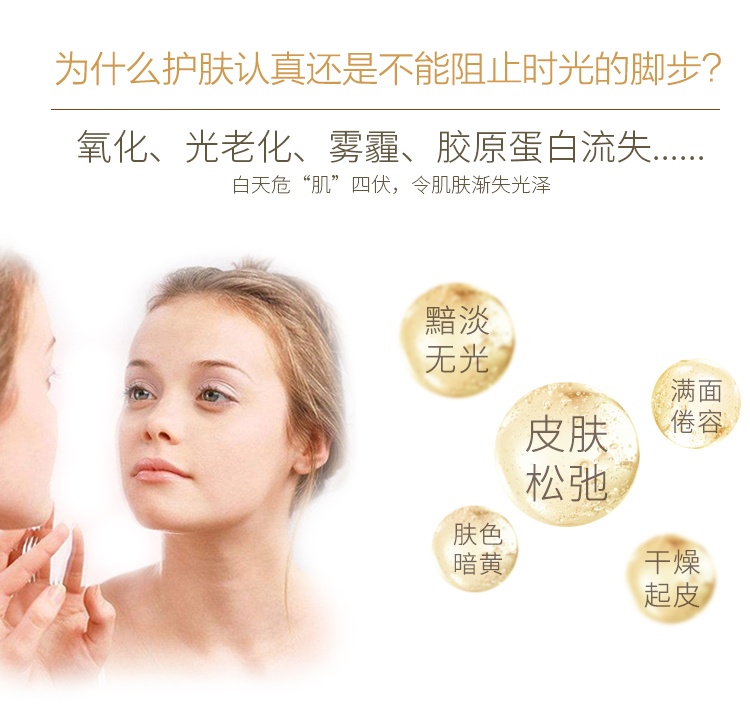 为什么护肤认真还是不能阻止时光的脚步?
氧化、光老化、雾霾、胶原蛋白流失......
白天危“肌”四伏，令肌肤渐失光泽
黯淡
无光
满面
倦容
皮肤
松弛
肤色
暗黄
干燥
起皮